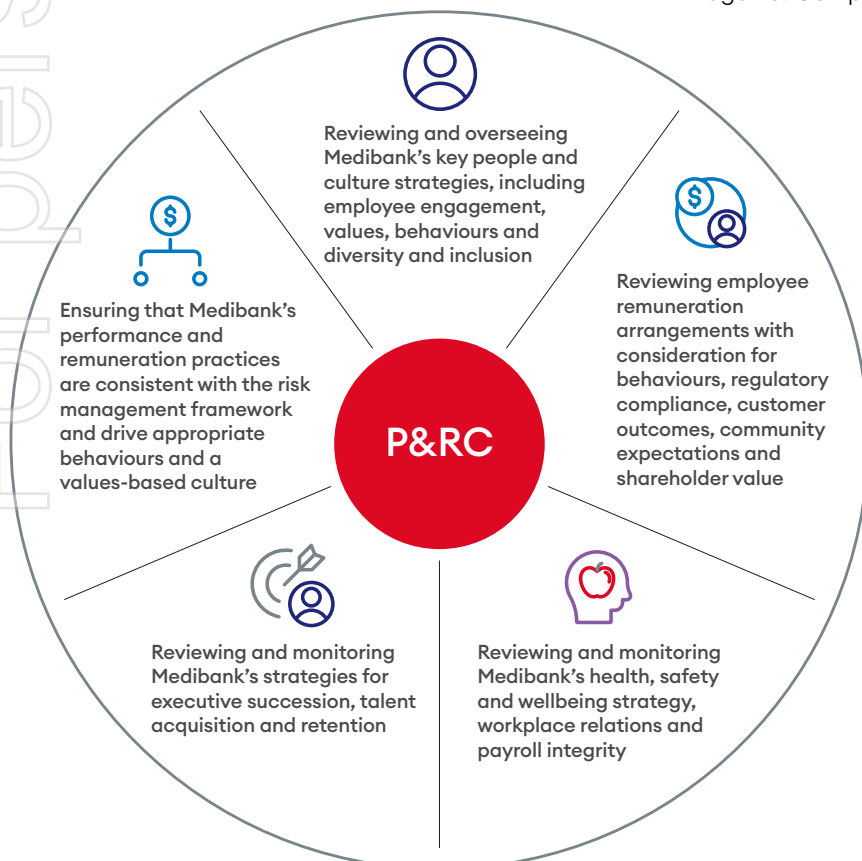 Reviewing and overseeing
Medibank's key people and
culture strategies, including
employee engagement,
values, behaviours and
diversity and inclusion
Reviewing employee
remuneration
arrangements with
consideration for
behaviours, regulatory
compliance, customer
outcomes, community
expectations and
shareholder value
Ensuring that Medibank's
performance and
remuneration practices
are consistent with the risk
management framework
and drive appropriate
behaviours and a
values-based culture
P&RC
Reviewing and monitoring
Medibank's strategies for
executive succession, talent
acquisition and retention
Reviewing and monitoring
Medibank's health, safety
and wellbeing strategy,
workplace relations and
payroll integrity